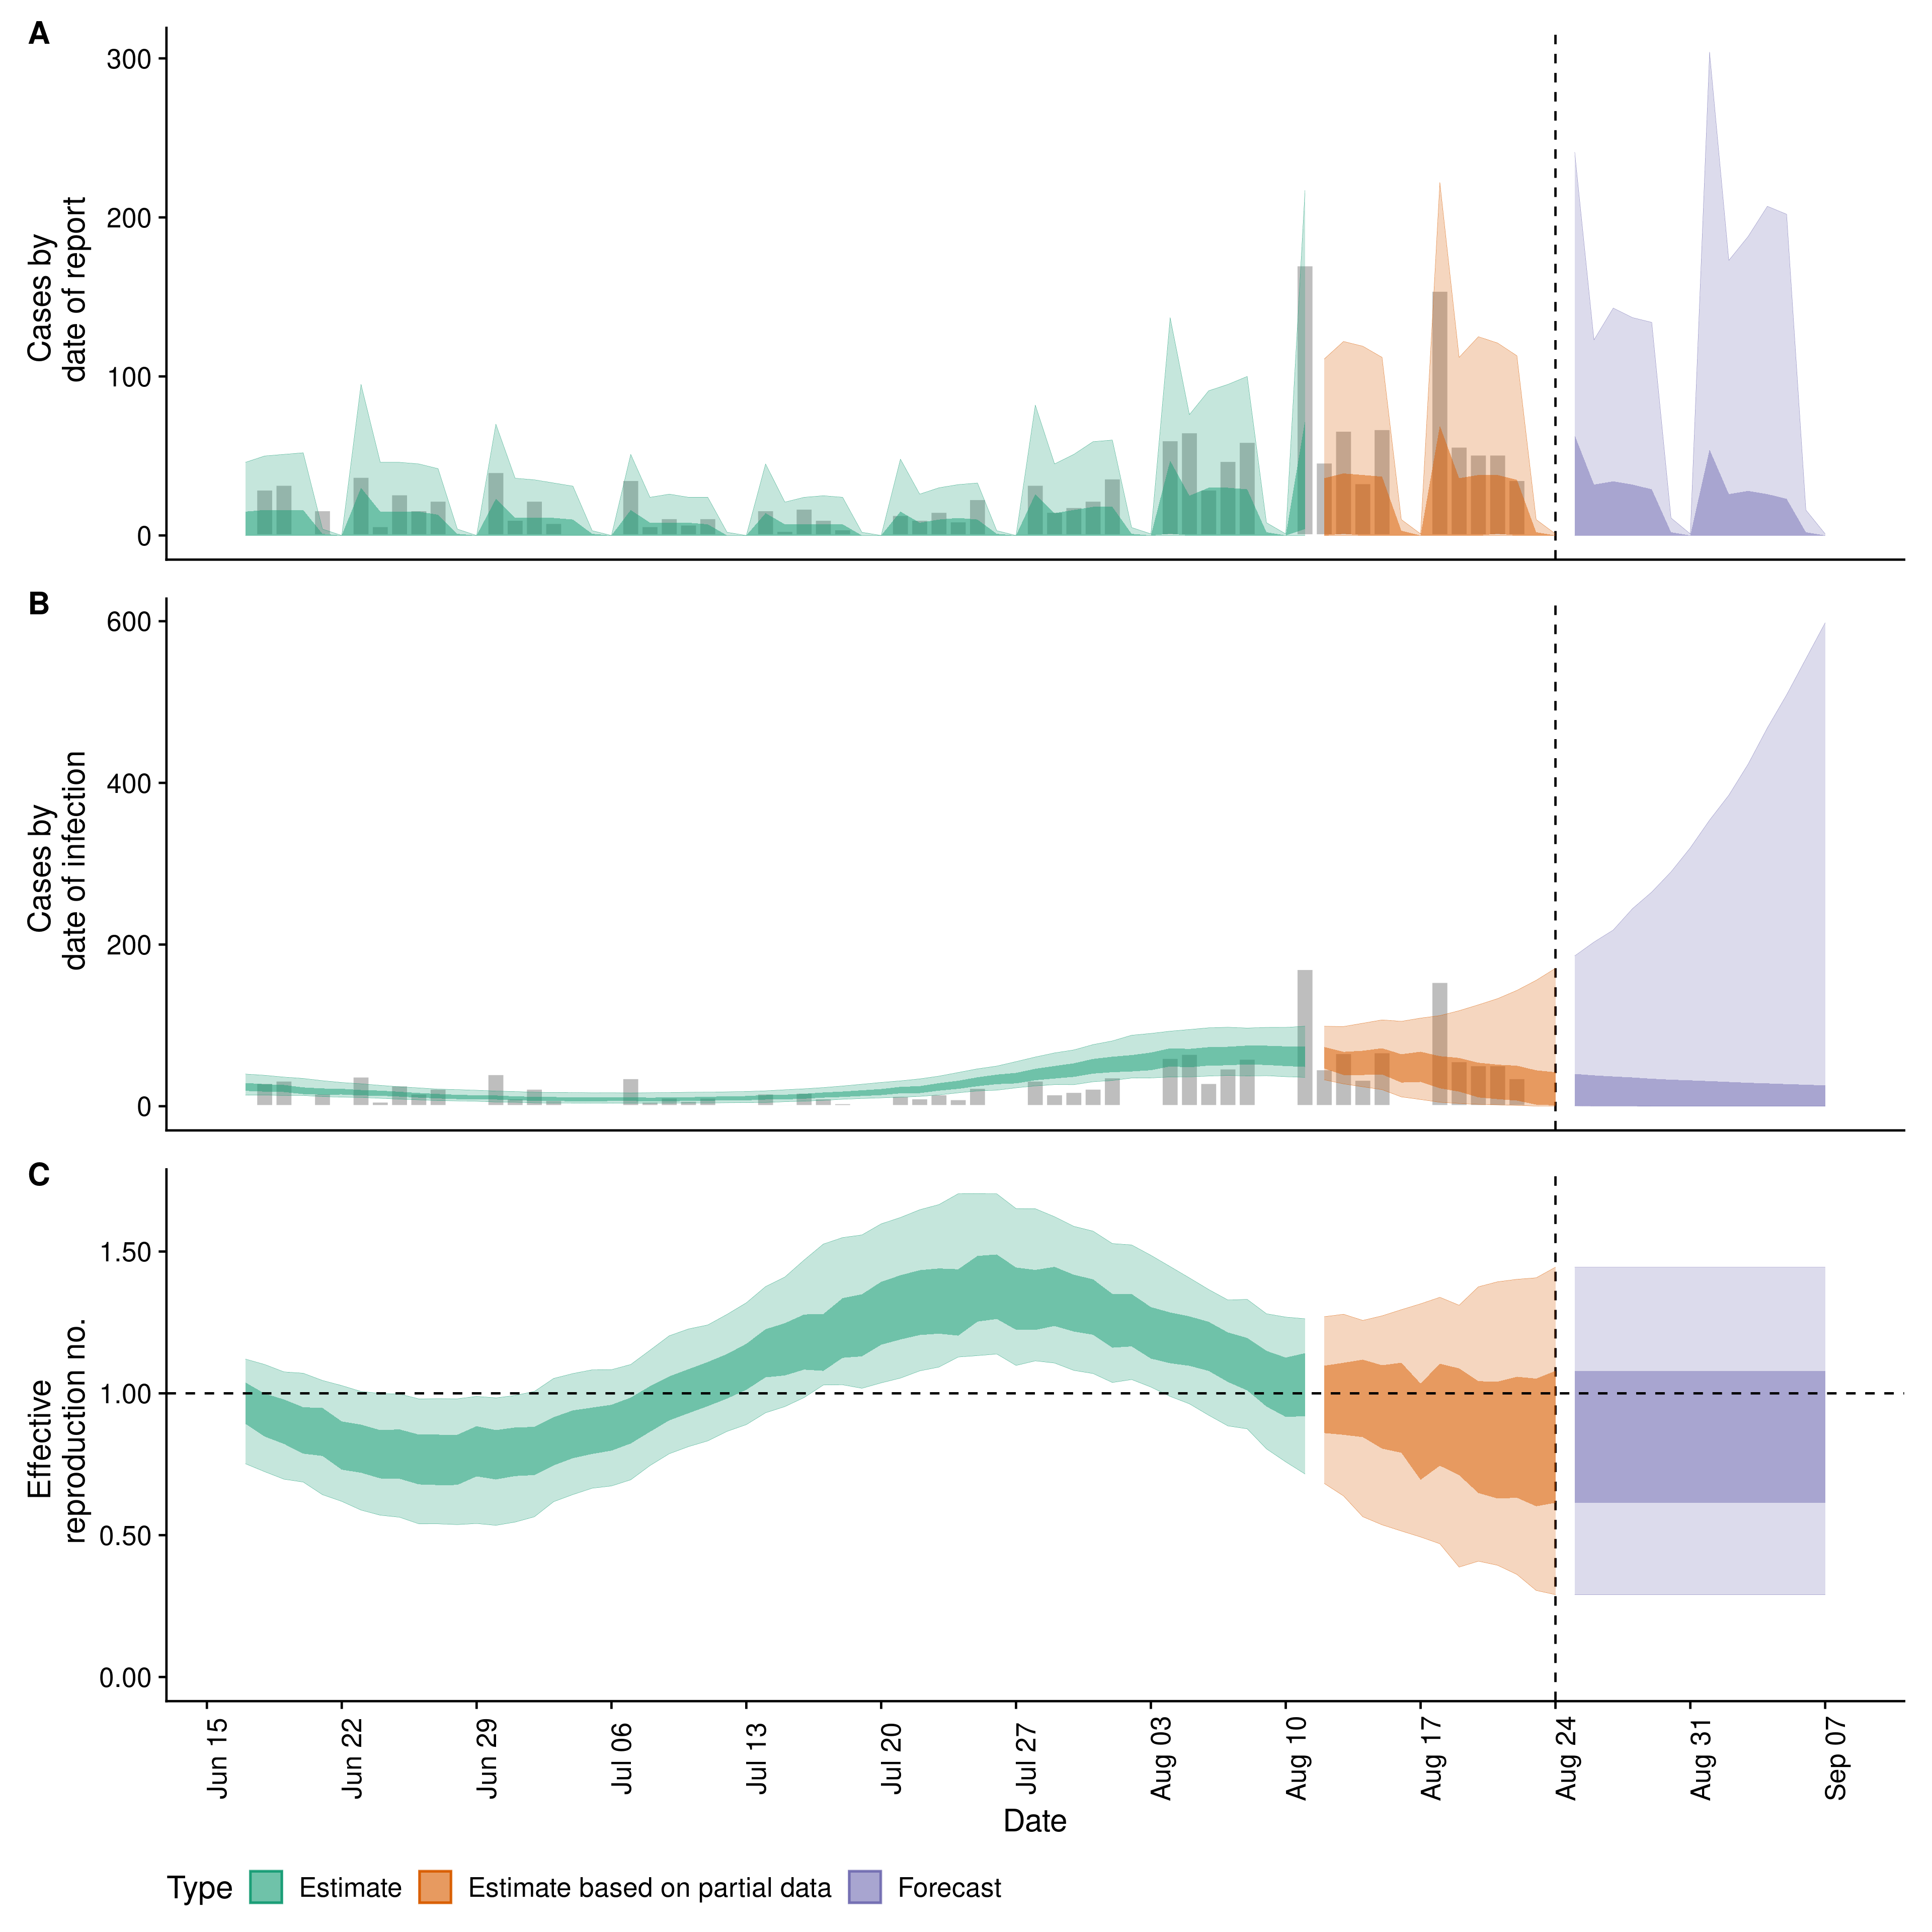 A
Cases by
date of report
300
200
100
0
B
Cases by
date of infection
600
400
200
0
C
Effective
reproduction no.
1.50
1.00
0.50
0.00
Jun 15
Jun 22
Jun 29
Jul 06
Jul 13
Jul 20
Jul 27
Aug 03
Aug 10
Aug 17
Aug 24
Aug 31
Sep 07
Date
Type Estimate Estimate based on partial data Forecast